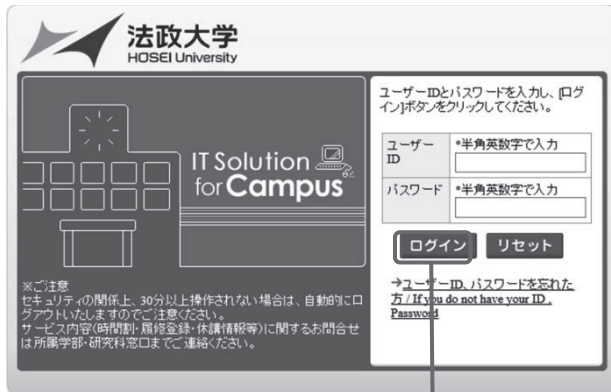 法政大学
HOSEI University
ユーザーIDとパスワードを入力し、[ログ
イン]ボタンをクリックしてください。
ユーザー
ID
*半角英数字で入力
パスワード
*半角英数字で入力
ログイン リセット
→ユーザーID、パスワードを忘れた
方 / If you do not have your ID ,
Password
IT Solution
for Campus
※ご注意
セキュリティの関係上、30分以上操作されない場合は、自動的にロ
グアウトいたしますのでご注意ください。
サービス内容(時間割・履修登録・休講情報等)に関するお問合せ
は所属学部・研究科窓口までご連絡ください。